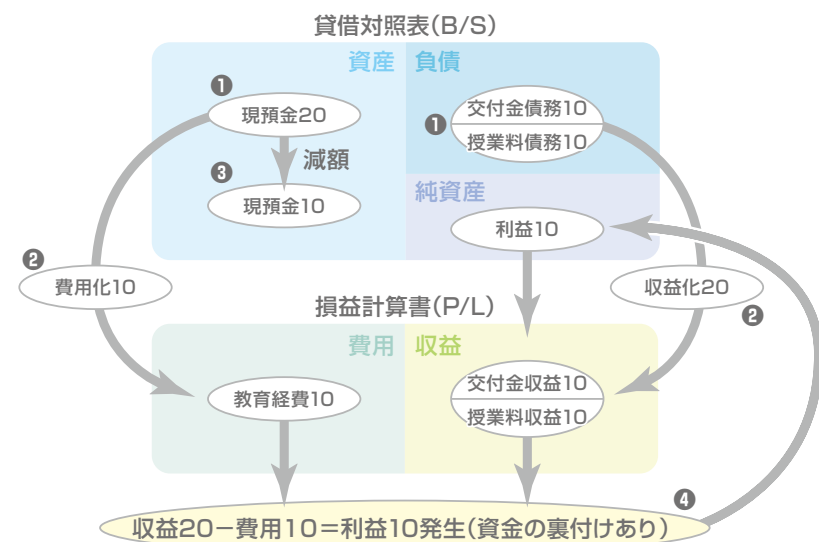 貸借対照表(B/S)
資産 負債
❶
現預金20
❶
交付金債務10
授業料債務10
減額
❸
現預金10
純資産
利益10
❷
費用化10
収益化20
❷
損益計算書(P/L)
費用 収益
教育経費10
交付金収益10
授業料収益10
❹
収益20－費用10＝利益10発生(資金の裏付けあり)